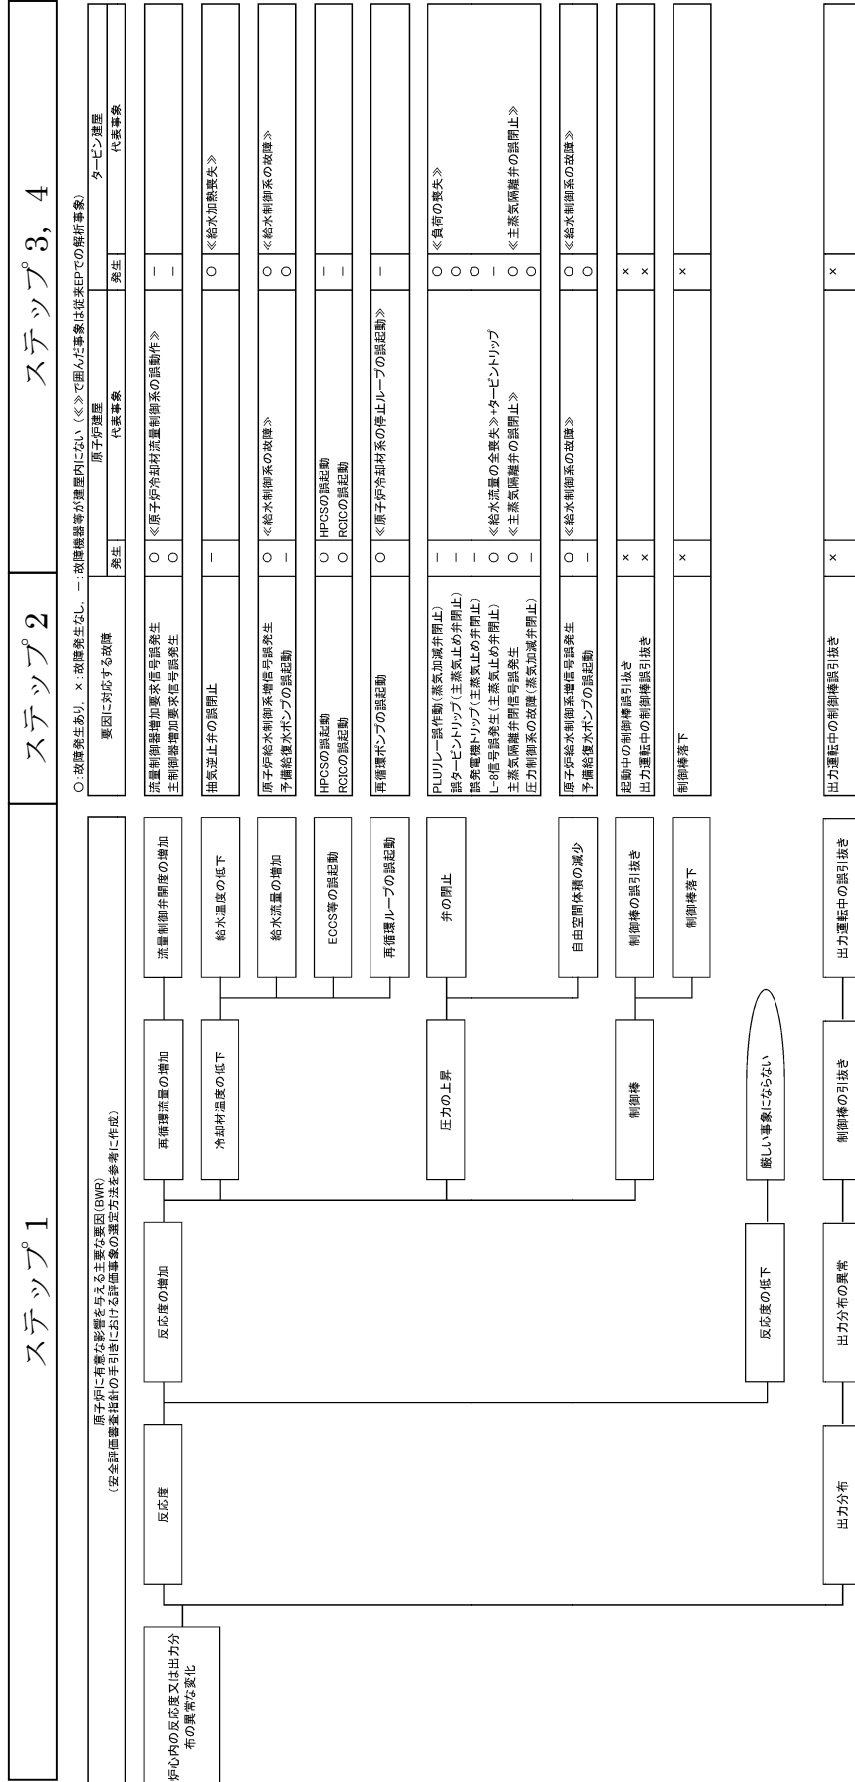 ステップ1
ステップ2
ステップ3, 4
○:故障発生あり, ×:故障発生なし, －:故障機器等が建屋内にない（≪≫で囲んだ事象は従来EPでの解析事象）
原子炉に有意な影響を与える主要な要因(BWR)
（安全評価審査指針の手引きにおける評価事象の選定方法を参考に作成）
要因に対応する故障
原子炉建屋
発生
代表事象
タービン建屋
発生
代表事象
炉心内の反応度又は出力分
布の異常な変化
反応度
反応度の増加
再循環流量の増加
流量制御弁開度の増加
流量制御器増加要求信号誤発生
○
≪原子炉冷却材流量制御系の誤動作≫
－
主制御器増加要求信号誤発生
○
－
冷却材温度の低下
給水温度の低下
抽気逆止弁の誤閉止
－
○
≪給水加熱喪失≫
給水流量の増加
原子炉給水制御系増信号誤発生
○
≪給水制御系の故障≫
○
≪給水制御系の故障≫
予備給復水ポンプの誤起動
－
○
ECCS等の誤起動
HPCSの誤起動
○
HPCSの誤起動
－
RCICの誤起動
○
RCICの誤起動
－
再循環ループの誤起動
再循環ポンプの誤起動
○
≪原子炉冷却材系の停止ループの誤起動≫
－
圧力の上昇
弁の閉止
PLUリレー誤作動(蒸気加減弁閉止)
－
○
≪負荷の喪失≫
誤タービントリップ(主蒸気止め弁閉止)
－
○
誤発電機トリップ(主蒸気止め弁閉止)
－
○
L-8信号誤発生(主蒸気止め弁閉止)
○
≪給水流量の全喪失≫+タービントリップ
－
主蒸気隔離弁閉信号誤発生
○
≪主蒸気隔離弁の誤閉止≫
○
≪主蒸気隔離弁の誤閉止≫
圧力制御系の故障(蒸気加減弁閉止)
－
○
自由空間体積の減少
原子炉給水制御系増信号誤発生
○
≪給水制御系の故障≫
○
≪給水制御系の故障≫
予備給復水ポンプの誤起動
－
○
制御棒
制御棒の誤引抜き
起動中の制御棒誤引抜き
×
×
出力運転中の制御棒誤引抜き
×
×
制御棒落下
制御棒落下
×
×
反応度の低下
厳しい事象にならない
出力分布
出力分布の異常
制御棒の引抜き
出力運転中の誤引抜き
出力運転中の制御棒誤引抜き
×
×